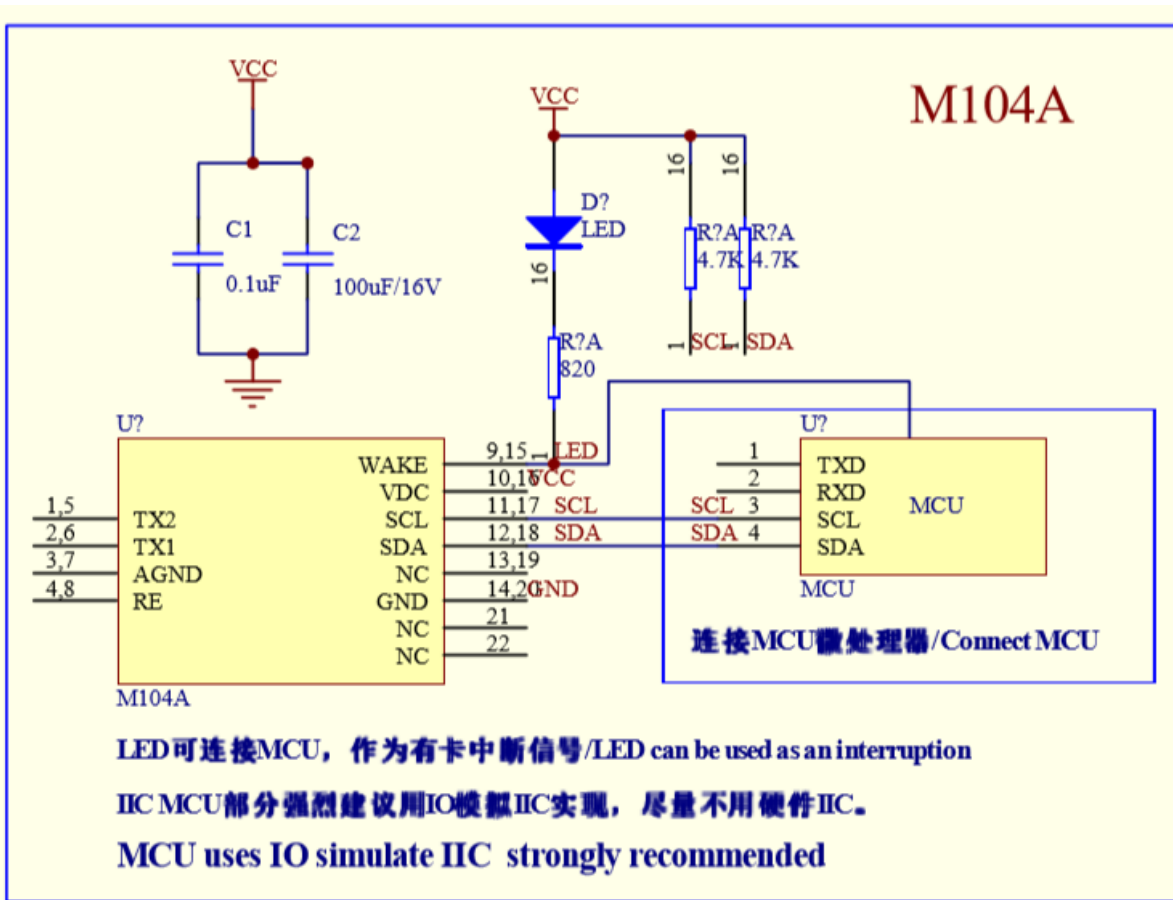 VCC
VCC
M104A
16
16
D?
LED
C1
C2
R?A
R?A
4.7K
4.7K
16
0.1uF
100uF/16V
R?A
1
SCL
1
SDA
820
U?
U?
WAKE
9,15
1
LED
1
TXD
VDC
10,16
VCC
2
RXD
MCU
1,5
TX2
SCL
11,17
SCL
SCL
3
SCL
2,6
TX1
SDA
12,18
SDA
SDA
4
SDA
3,7
AGND
NC
13,19
4,8
RE
GND
14,20
GND
MCU
NC
21
NC
22
连接MCU微处理器/Connect MCU
M104A
LED可连接MCU，作为有卡中断信号/LED can be used as an interruption
IIC MCU部分强烈建议用IO模拟IIC实现，尽量不用硬件IIC。
MCU uses IO simulate IIC strongly recommended